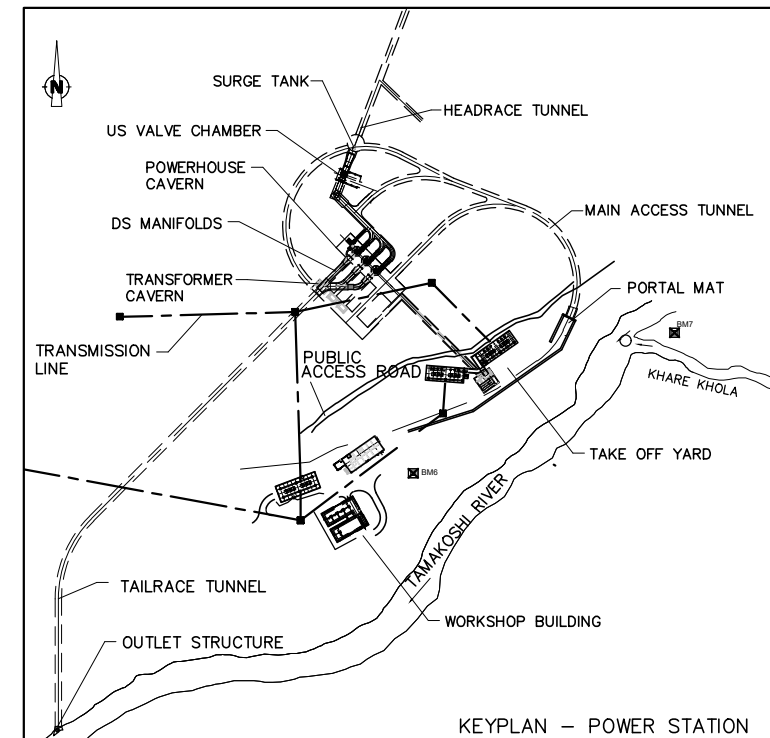 N
SURGE TANK
HEADRACE TUNNEL
US VALVE CHAMBER
POWERHOUSE
CAVERN
MAIN ACCESS TUNNEL
DS MANIFOLDS
TRANSFORMER
CAVERN
PORTAL MAT
BM7
TRANSMISSION
LINE
PUBLIC
ACCESS ROAD
KHARE KHOLA
TAKE OFF YARD
BM6
TAMAKOSHI RIVER
TAILRACE TUNNEL
WORKSHOP BUILDING
OUTLET STRUCTURE
KEYPLAN – POWER STATION